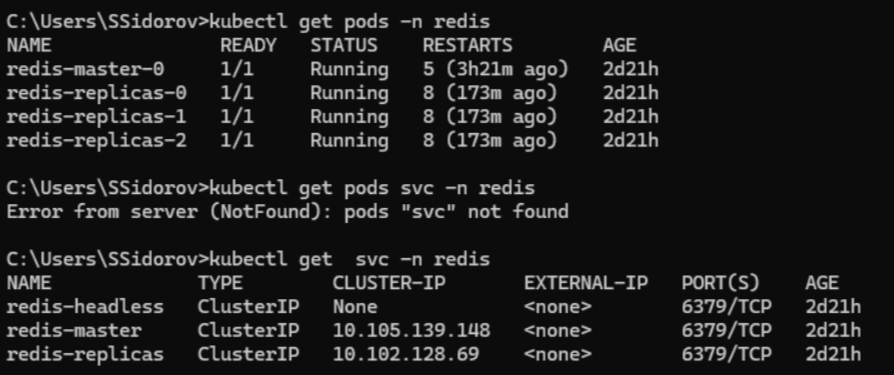 C:\Users\SSidorov>kubectl get pods -n redis
NAME               READY   STATUS    RESTARTS        AGE
redis-master-0     1/1     Running   5 (3h21m ago)   2d21h
redis-replicas-0   1/1     Running   8 (173m ago)    2d21h
redis-replicas-1   1/1     Running   8 (173m ago)    2d21h
redis-replicas-2   1/1     Running   8 (173m ago)    2d21h
C:\Users\SSidorov>kubectl get pods svc -n redis
Error from server (NotFound): pods "svc" not found
C:\Users\SSidorov>kubectl get  svc -n redis
NAME             TYPE        CLUSTER-IP       EXTERNAL-IP   PORT(S)    AGE
redis-headless   ClusterIP   None             <none>        6379/TCP   2d21h
redis-master     ClusterIP   10.105.139.148   <none>        6379/TCP   2d21h
redis-replicas   ClusterIP   10.102.128.69    <none>        6379/TCP   2d21h